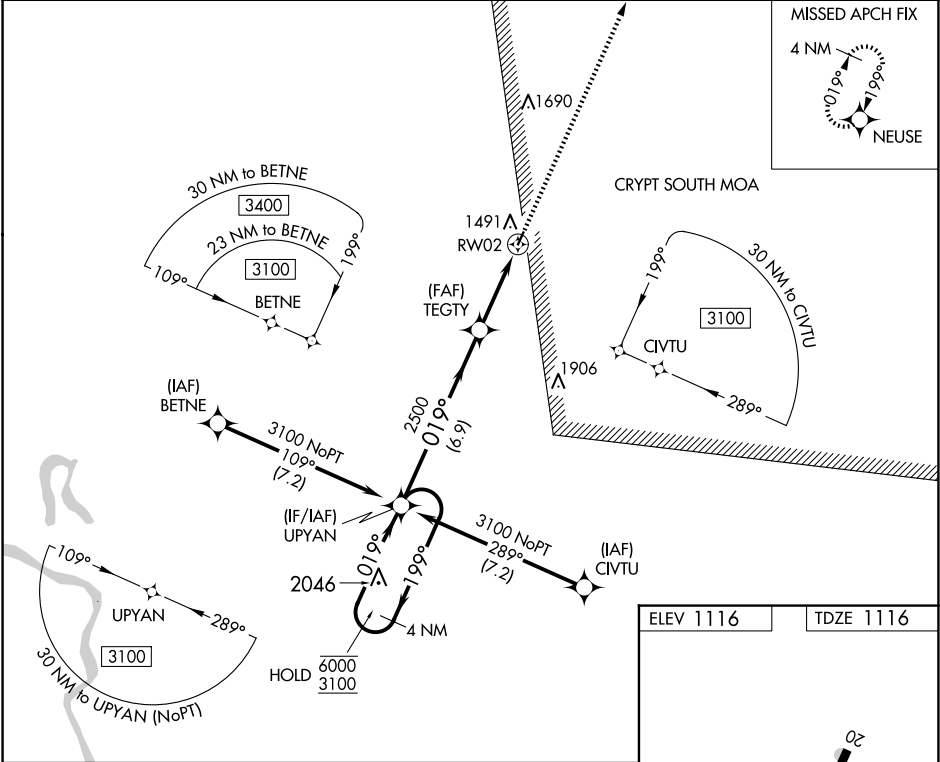 MISSED APCH FIX
4 NM
019°
199°
NEUSE
1690
CRYPT SOUTH MOA
30 NM to BETNE
3400
23 NM to BETNE
3100
109°
199°
BETNE
1491
RW02
(FAF)
TEGTY
199°
30 NM to CIVTU
3100
CIVTU
289°
1906
(IAF)
BETNE
3100 NoPT
109°
(7.2)
2500
019°
(6.9)
(IF/IAF)
UPYAN
3100 NoPT
289°
(7.2)
(IAF)
CIVTU
019°
199°
2046
4 NM
HOLD
6000
3100
109°
UPYAN
289°
3100
30 NM to UPYAN (NoPT)
ELEV 1116
TDZE 1116
20